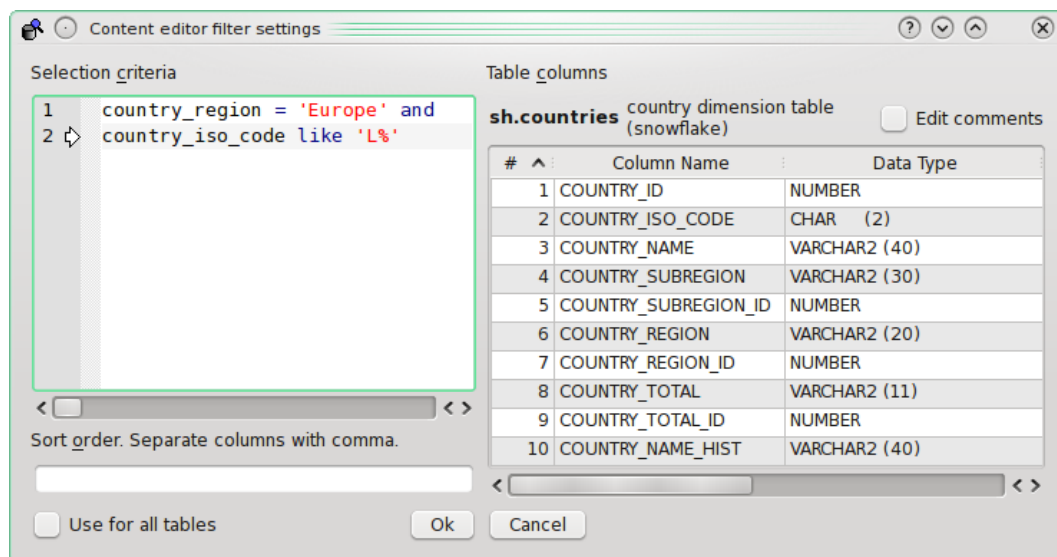 Content editor filter settings
Selection criteria
1 country_region = 'Europe' and
2 country_iso_code like 'L%'
Sort order. Separate columns with comma.
Use for all tables
Ok
Cancel
Table columns
sh.countries country dimension table
(snowflake)
Edit comments
# Column Name Data Type
1 COUNTRY_ID NUMBER
2 COUNTRY_ISO_CODE CHAR (2)
3 COUNTRY_NAME VARCHAR2 (40)
4 COUNTRY_SUBREGION VARCHAR2 (30)
5 COUNTRY_SUBREGION_ID NUMBER
6 COUNTRY_REGION VARCHAR2 (20)
7 COUNTRY_REGION_ID NUMBER
8 COUNTRY_TOTAL VARCHAR2 (11)
9 COUNTRY_TOTAL_ID NUMBER
10 COUNTRY_NAME_HIST VARCHAR2 (40)